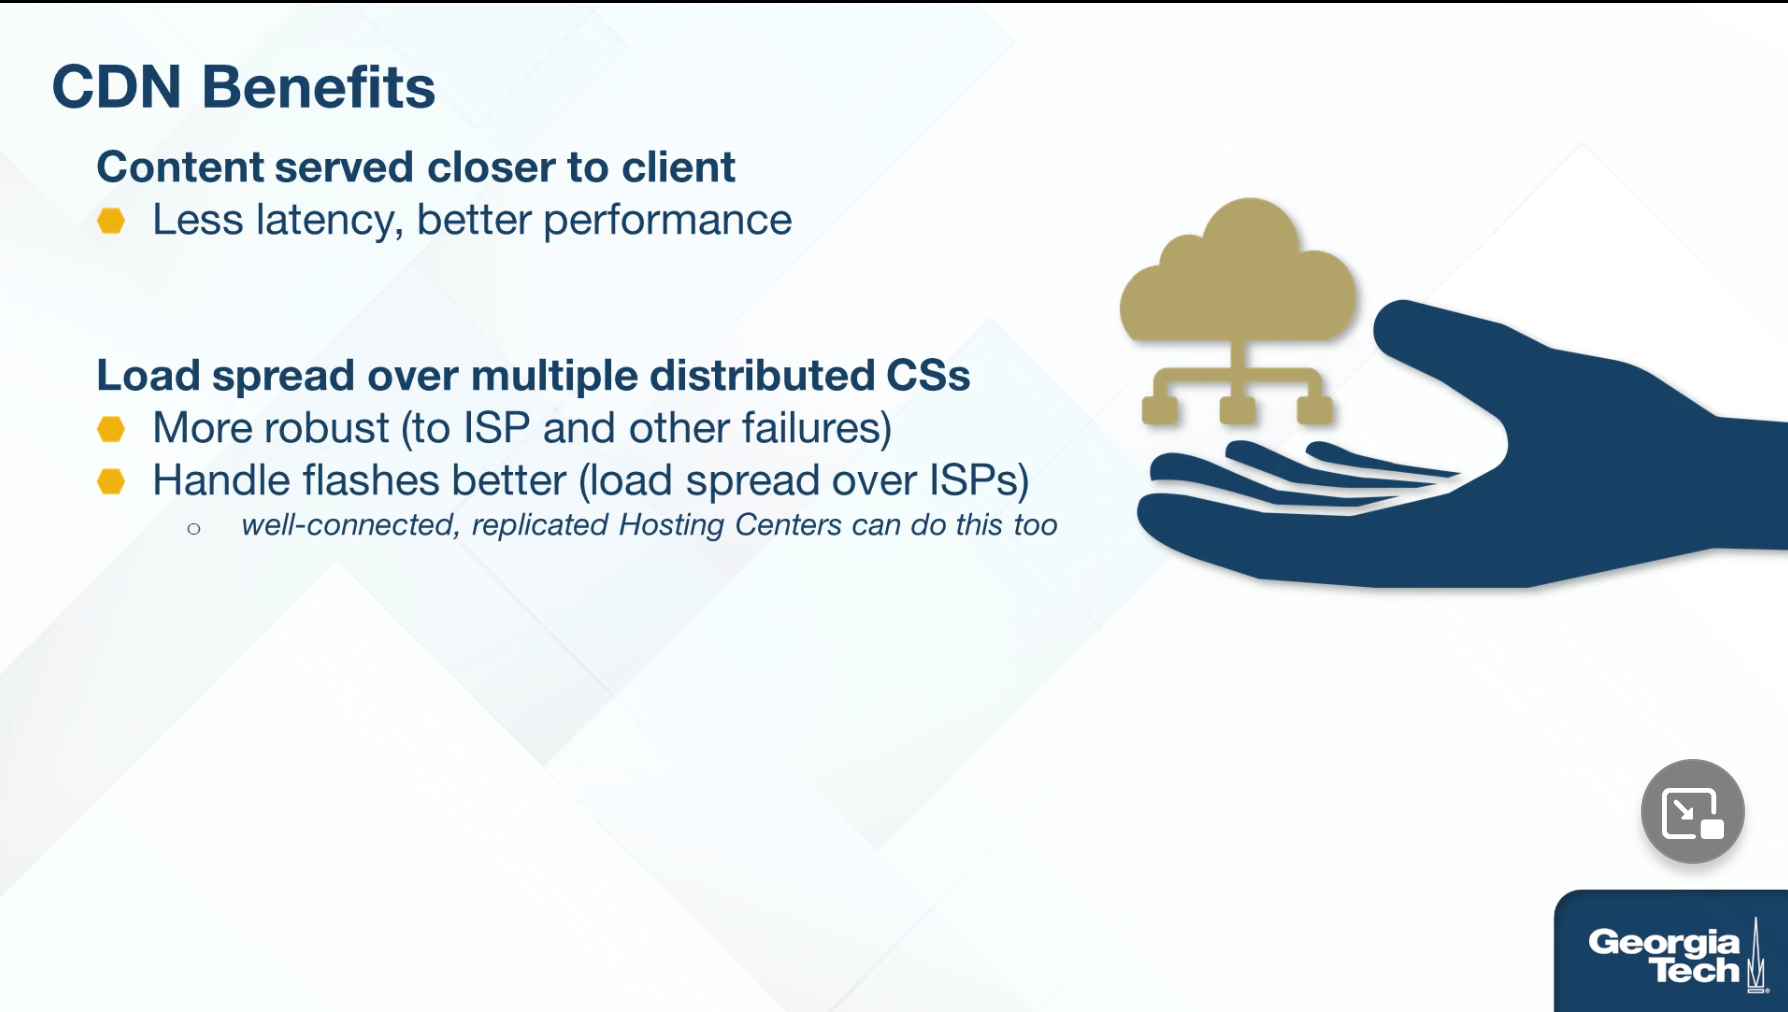 CDN Benefits
Content served closer to client
Less latency, better performance
Load spread over multiple distributed CSs
More robust (to ISP and other failures)
Handle flashes better (load spread over ISPs)
well-connected, replicated Hosting Centers can do this too
Georgia
Tech